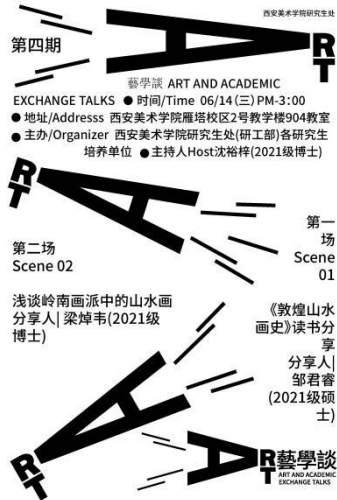 西安美术学院研究生处
第四期
ART
藝學談 ART AND ACADEMIC
EXCHANGE TALKS ● 时间/Time 06/14 (三) PM-3:00
● 地址/Addresss 西安美术学院雁塔校区2号教学楼904教室
● 主办/Organizer 西安美术学院研究生处(研工部)各研究生
培养单位 ● 主持人Host沈裕梓(2021级博士)
ART
第一
场
Scene
01
第二场
Scene 02
《敦煌山水
画史》读书分
享
分享人|
邹君睿
(2021级硕
士)
浅谈岭南画派中的山水画
分享人| 梁焯韦(2021级
博士)
ART
ART
藝學談
ART AND ACADEMIC
EXCHANGE TALKS